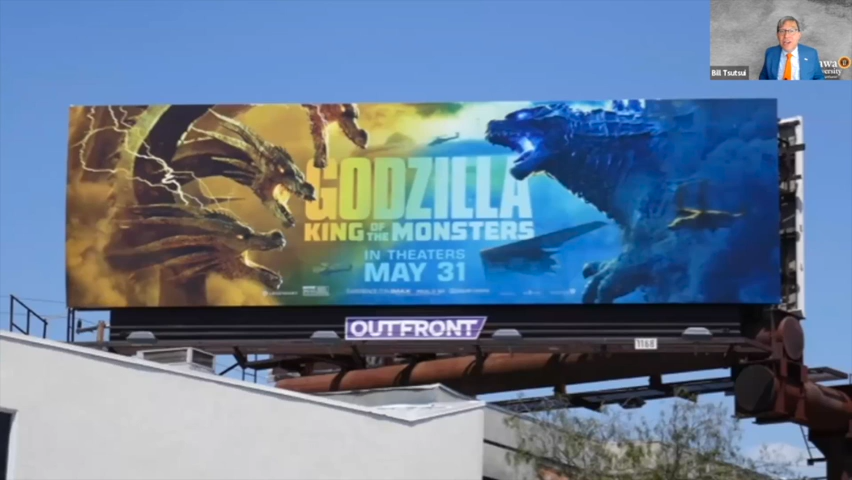 Bill Tsutsui
GODZILLA
KING OF THE MONSTERS
IN THEATERS
MAY 31
OUTFRONT
1168